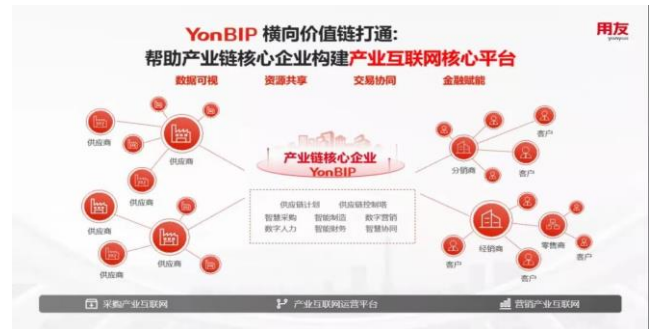 YonBIP 横向价值链打通:
用友
帮助产业链核心企业构建产业互联网核心平台
数据可视 资源共享 交易协同 金融赋能
供应商
供应商
供应商
产业链核心企业
YonBIP
分销商
客户
客户
供应链计划 供应链控制塔
智慧采购 智能制造 数字营销
数字人力 智能财务 智慧协同
供应商
供应商
供应商
经销商
零售商
客户
客户
客户
采购产业互联网 产业互联网运营平台 营销产业互联网